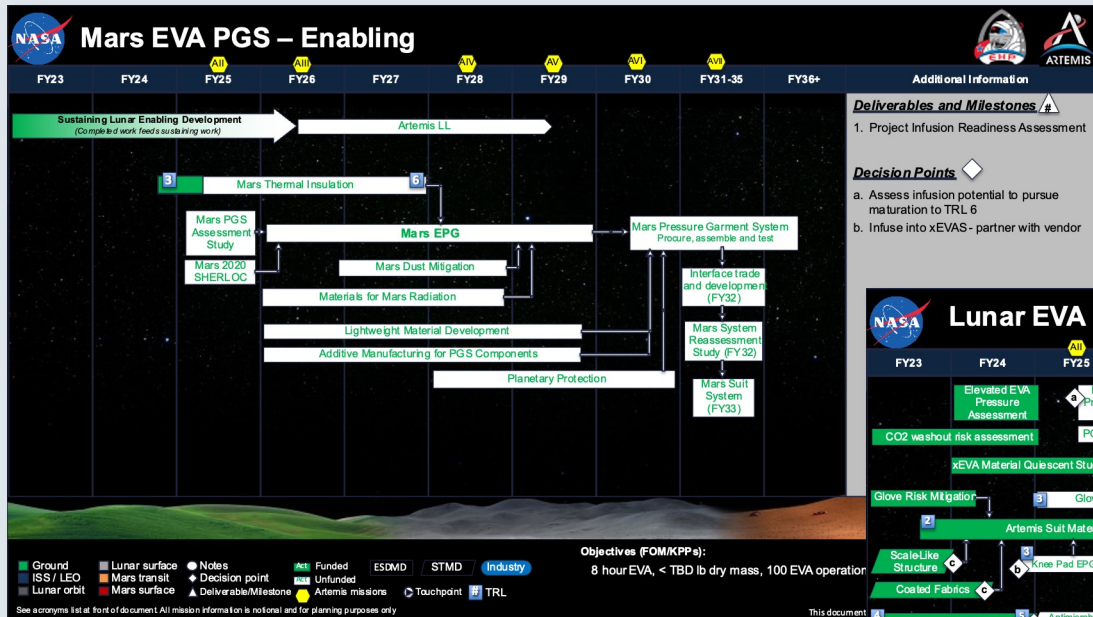 NASA
Mars EVA PGS – Enabling
EHP
ARTEMIS
AII
AIII
AIV
AV
AVI
AVII
FY23
FY24
FY25
FY26
FY27
FY28
FY29
FY30
FY31-35
FY36+
Additional Information
Sustaining Lunar Enabling Development
(Completed work feeds sustaining work)
Artemis LL
3
Mars Thermal Insulation
6
Mars PGS
Assessment
Study
Mars EPG
Mars Pressure Garment System
Procure, assemble and test
Mars 2020
SHERLOC
Mars Dust Mitigation
Materials for Mars Radiation
Interface trade
and development
(FY32)
Lightweight Material Development
Additive Manufacturing for PGS Components
Mars System
Reassessment
Study (FY32)
Planetary Protection
Mars Suit
System
(FY33)
Deliverables and Milestones #
1. Project Infusion Readiness Assessment
Decision Points
a. Assess infusion potential to pursue
maturation to TRL 6
b. Infuse into xEVAS - partner with vendor
NASA
Lunar EVA
AII
FY23
FY24
FY25
Elevated EVA
Pressure
Assessment
a
CO2 washout risk assessment
xEVA Material Quiescent Stu
Glove Risk Mitigation
3
Glo
2
Artemis Suit Mate
Scale-Like
Structure
c
3
b
Knee Pad EPG
Coated Fabrics
c
4
5
Objectives (FOM/KPPs):
8 hour EVA, < TBD lb dry mass, 100 EVA operation
Ground
ISS / LEO
Lunar orbit
Lunar surface
Mars transit
Mars surface
Notes
Decision point
Deliverable/Milestone
Act Funded
Act Unfunded
Artemis missions
ESDMD
STMD
Industry
Touchpoint
# TRL
See acronyms list at front of document. All mission information is notional and for planning purposes only
This document